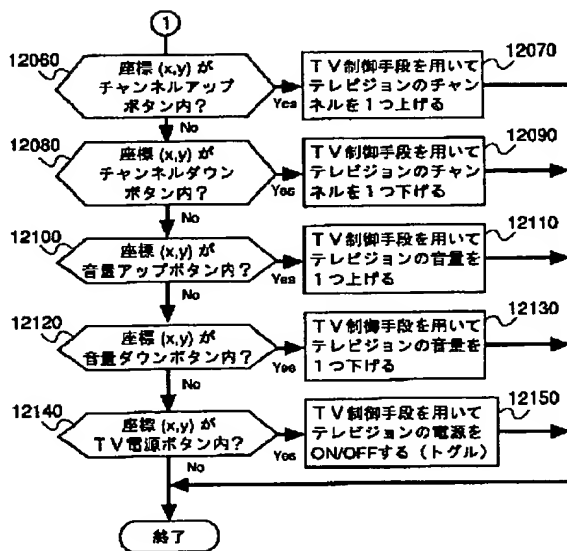 1
12060
座標 (x,y) が
チャンネルアップ
ボタン内?
Yes
No
12070
TV制御手段を用いて
テレビジョンのチャン
ネルを1つ上げる
12080
座標 (x,y) が
チャンネルダウン
ボタン内?
Yes
No
12090
TV制御手段を用いて
テレビジョンのチャン
ネルを1つ下げる
12100
座標 (x,y) が
音量アップボタン内?
Yes
No
12110
TV制御手段を用いて
テレビジョンの音量を
1つ上げる
12120
座標 (x,y) が
音量ダウンボタン内?
Yes
No
12130
TV制御手段を用いて
テレビジョンの音量を
1つ下げる
12140
座標 (x,y) が
TV電源ボタン内?
Yes
No
12150
TV制御手段を用いて
テレビジョンの電源を
ON/OFFする(トグル)
終了